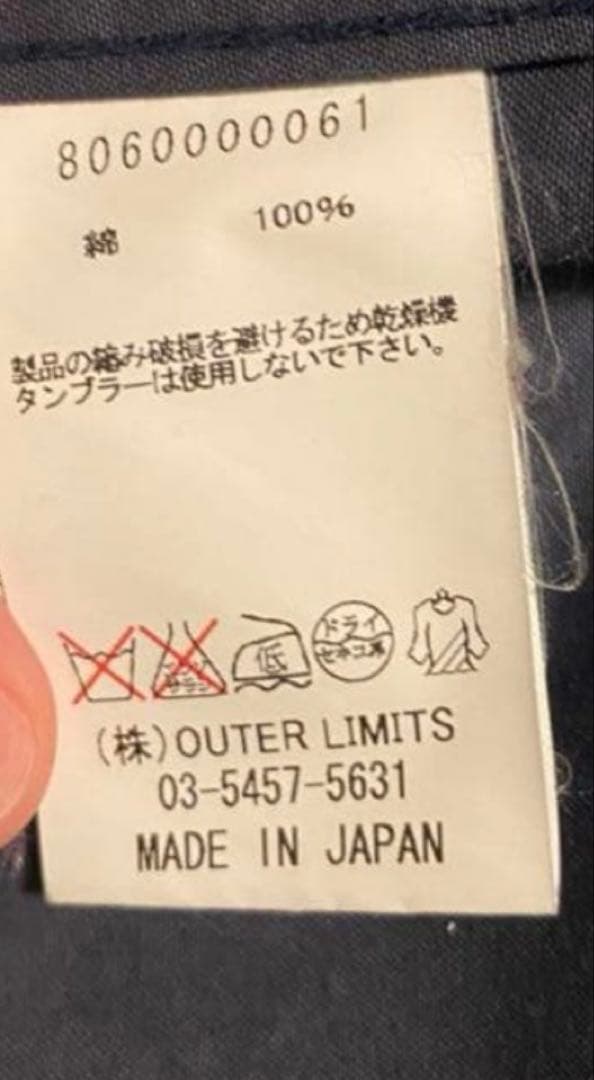 8060000061
綿 100%
製品の縮み破損を避けるため乾燥機
タンブラーは使用しないで下さい。
低 ドライ
セキユ系
(株)OUTER LIMITS
03-5457-5631
MADE IN JAPAN